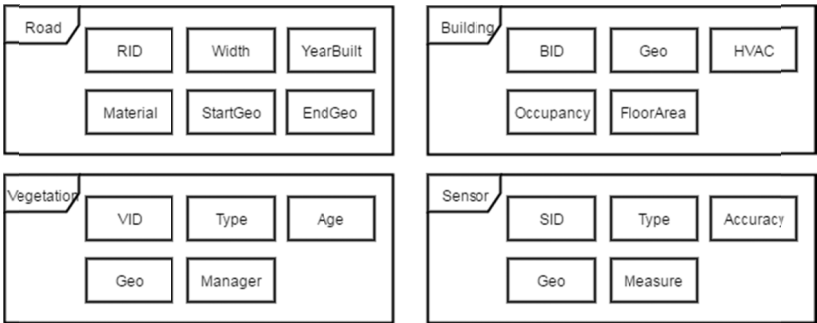 Road
RID Width YearBuilt
Material StartGeo EndGeo
Building
BID Geo HVAC
Occupancy FloorArea
Vegetation
VID Type Age
Geo Manager
Sensor
SID Type Accuracy
Geo Measure